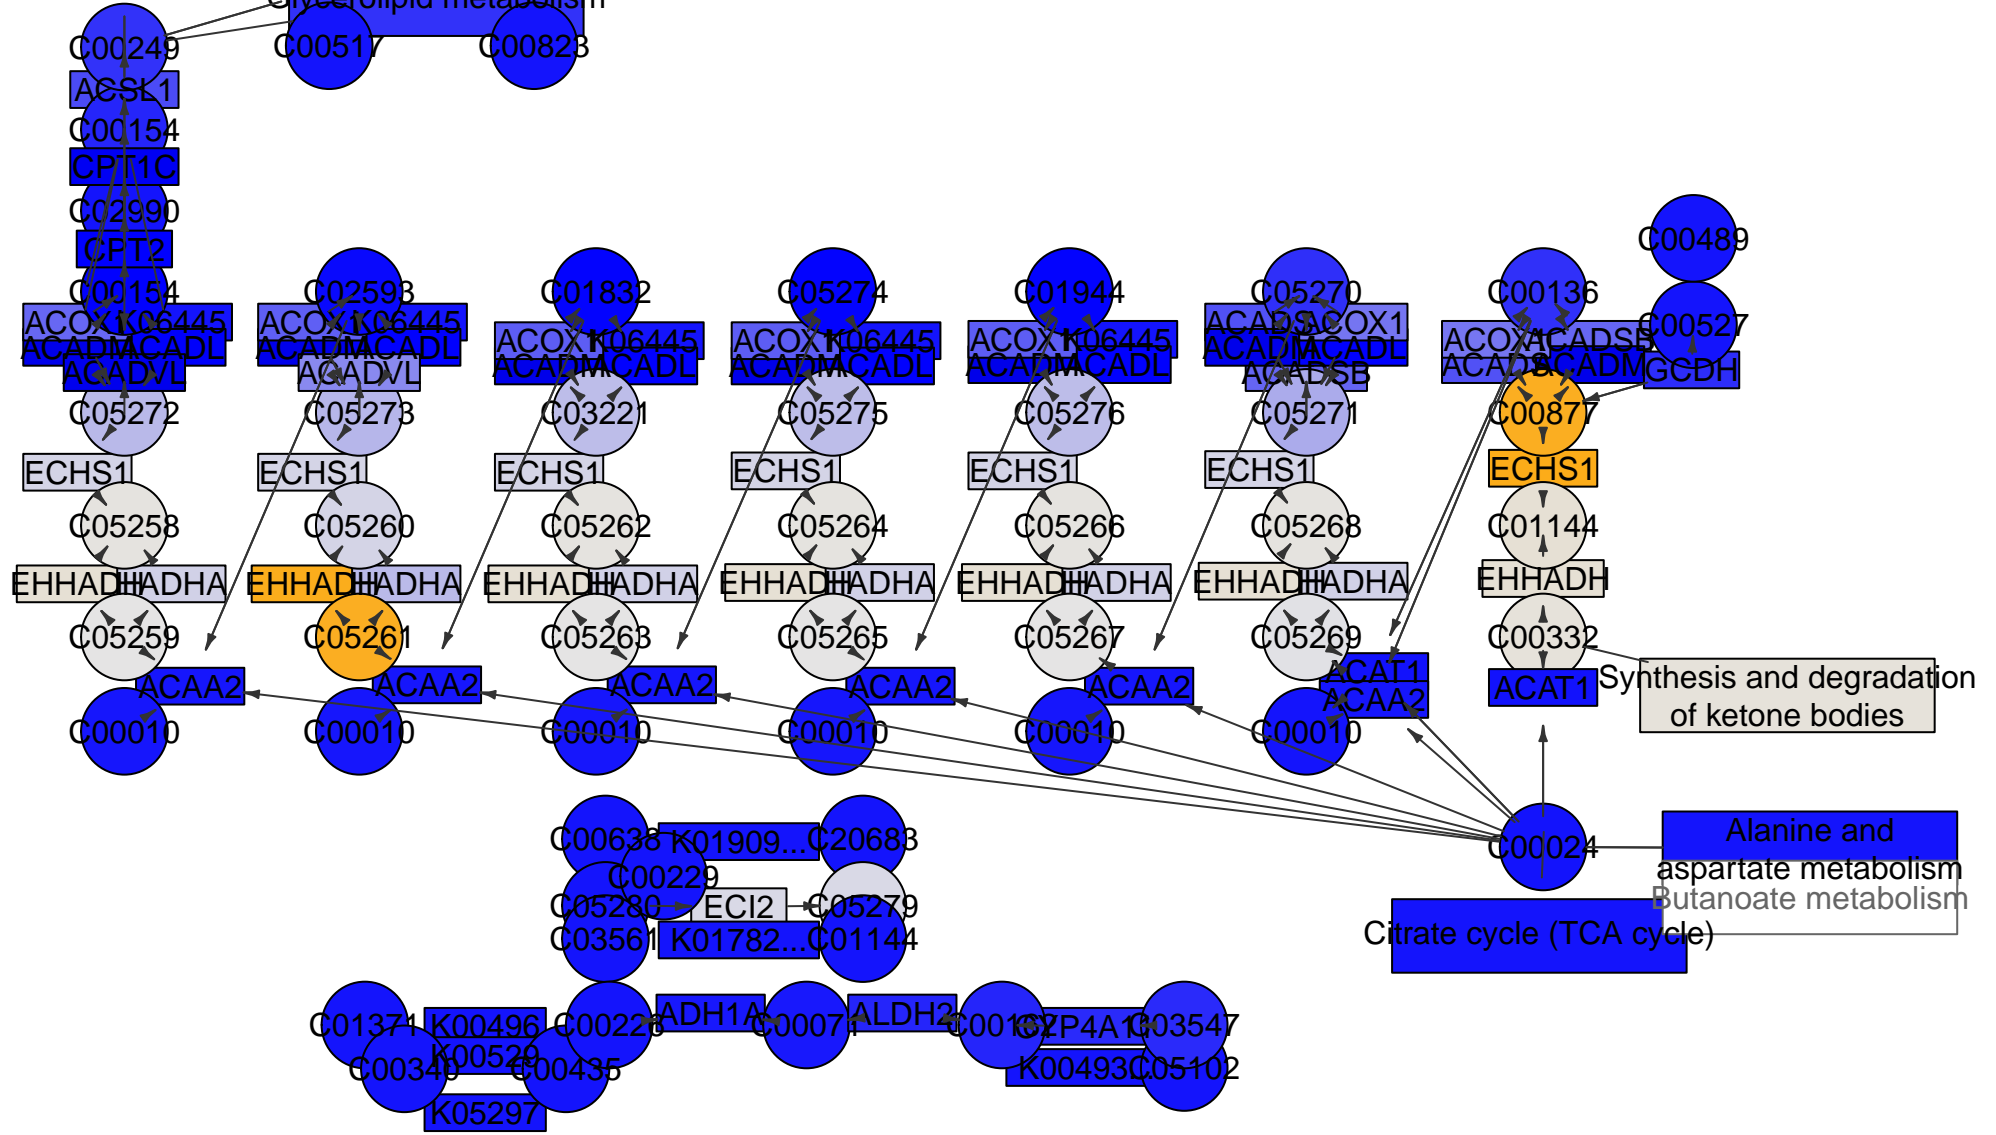 Glycerolipid metabolism
C00249
C00517
C00823
ACSL1
C00154
CPT1C
C02990
C00489
CPT2
C00154
C02593
C01832
C05274
C01944
C05270
C00136
C00527
ACOX1
K06445
ACOX1
K06445
ACOX1
K06445
ACOX1
K06445
ACOX1
K06445
ACADS
ACOX1
ACOX1
ACADSB
ACADM
ACADL
ACADM
ACADL
ACADM
ACADL
ACADM
ACADL
ACADM
ACADL
ACADM
ACADL
ACADS
ACADM
GCDH
ACADVL
ACADVL
ACADSB
C05272
C05273
C03221
C05275
C05276
C05271
C00877
ECHS1
ECHS1
ECHS1
ECHS1
ECHS1
ECHS1
ECHS1
C05258
C05260
C05262
C05264
C05266
C05268
C01144
EHHADH
HADHA
EHHADH
HADHA
EHHADH
HADHA
EHHADH
HADHA
EHHADH
HADHA
EHHADH
HADHA
EHHADH
C05259
C05261
C05263
C05265
C05267
C05269
C00332
ACAA2
ACAA2
ACAA2
ACAA2
ACAA2
ACAT1
ACAA2
ACAT1
Synthesis and degradation
of ketone bodies
C00010
C00010
C00010
C00010
C00010
C00010
C00638
K01909...
C20683
C00229
C05280
ECI2
C05279
C03561
K01782...
C01144
C00024
Alanine and
aspartate metabolism
Butanoate metabolism
Citrate cycle (TCA cycle)
C01371
K00496
C00226
ADH1A
C00071
ALDH2
C00162
C03547
C00340
K00529
C00435
K00493...
C05102
K05297